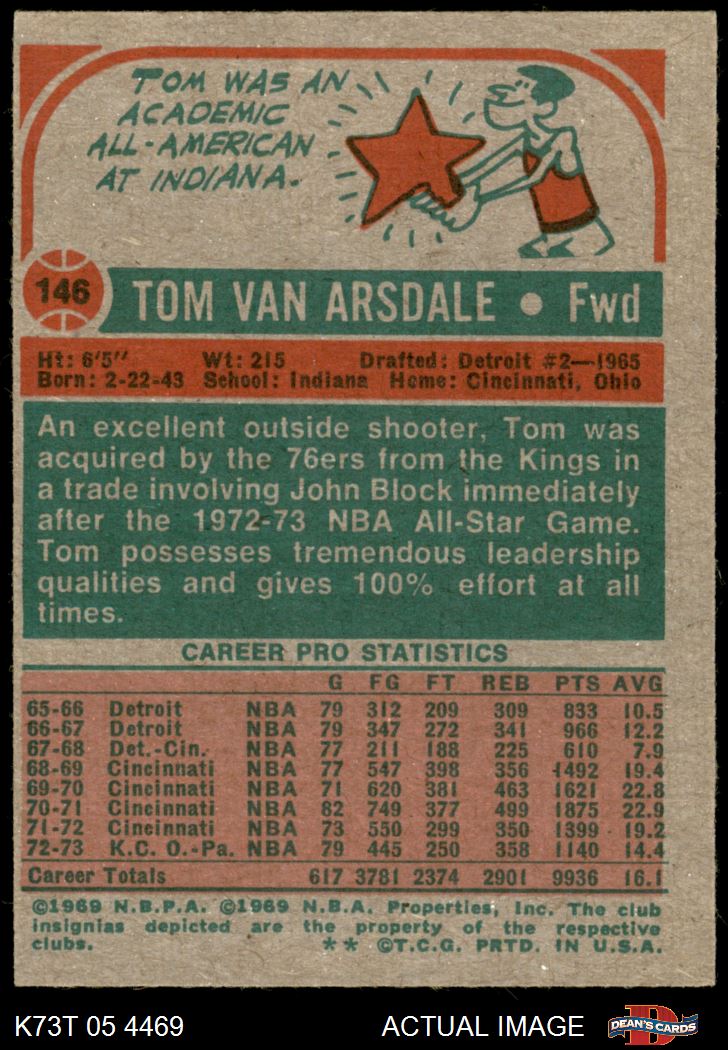 TOM WAS AN
ACADEMIC
ALL-AMERICAN
AT INDIANA.
146 TOM VAN ARSDALE • Fwd
Ht: 6'5" Wt: 215 Drafted: Detroit #2—1965
Born: 2-22-43 School: Indiana Home: Cincinnati, Ohio
An excellent outside shooter, Tom was
acquired by the 76ers from the Kings in
a trade involving John Block immediately
after the 1972-73 NBA All-Star Game.
Tom possesses tremendous leadership
qualities and gives 100% effort at all
times.
CAREER PRO STATISTICS
G FG FT REB PTS AVG
65-66 Detroit NBA 79 312 209 309 833 10.5
66-67 Detroit NBA 79 347 272 341 966 12.2
67-68 Det.-Cin. NBA 77 211 188 225 610 7.9
68-69 Cincinnati NBA 77 547 398 356 1492 19.4
69-70 Cincinnati NBA 71 620 381 463 1621 22.8
70-71 Cincinnati NBA 82 749 377 499 1875 22.9
71-72 Cincinnati NBA 73 550 299 350 1399 19.2
72-73 K.C. O.-Pa. NBA 79 445 250 358 1140 14.4
Career Totals 617 3781 2374 2901 9936 16.1
©1969 N.B.P.A. ©1969 N.B.A. Properties, Inc. The club
insignias depicted are the property of the respective
clubs. ** ©T.C.G. PRTD. IN U.S.A.
K73T 05 4469 ACTUAL IMAGE D DEAN'S CARDS